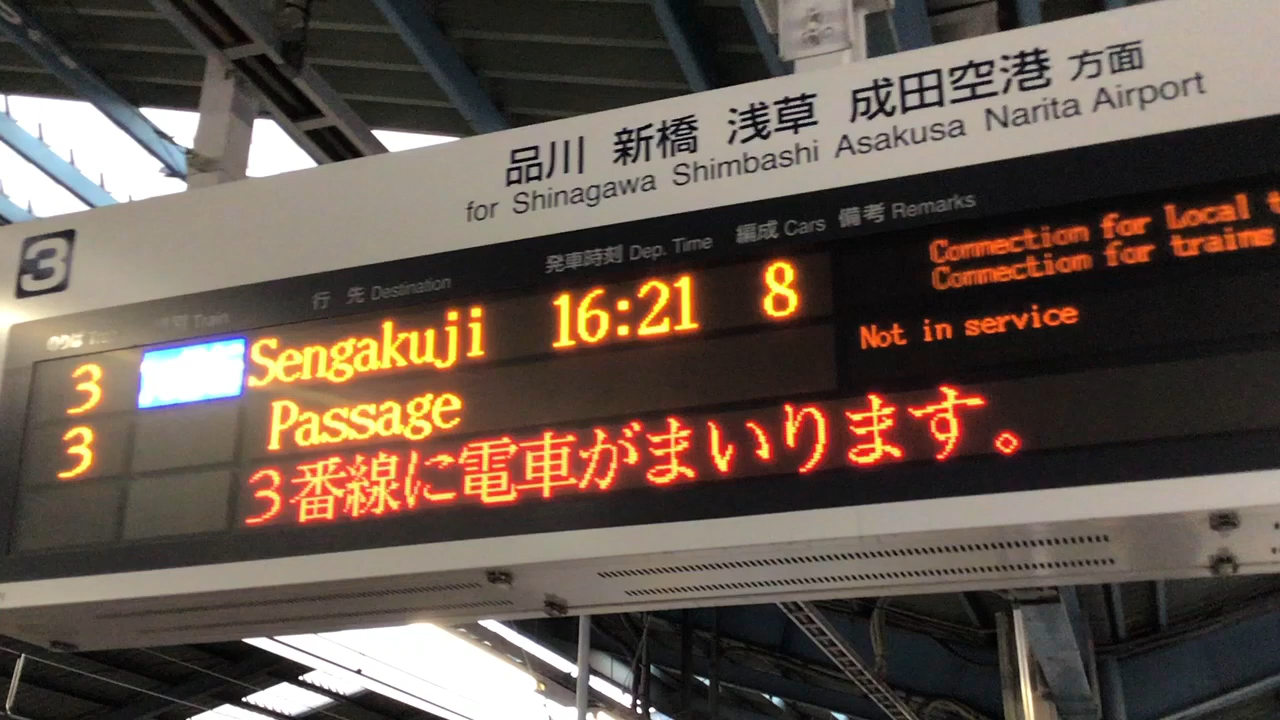 品川 新橋 浅草 成田空港 方面
for Shinagawa Shimbashi Asakusa Narita Airport
3
行先 Destination 発車時刻 Dep. Time 編成 Cars 備考 Remarks
Train
3 Sengakuji 16:21 8
Connection for Local
Connection for trains
3 Passage
Not in service
3番線に電車がまいります。